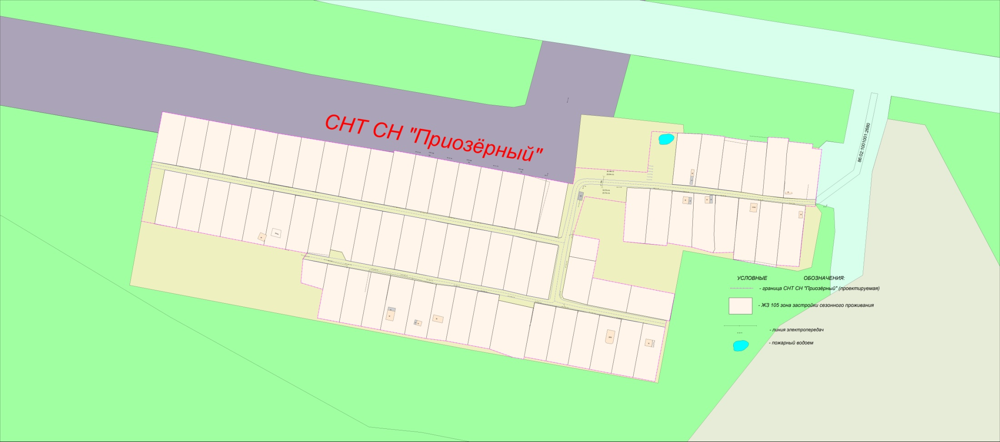 СНТ СН "Приозёрный"
86:02:1001001:2680
УСЛОВНЫЕ ОБОЗНАЧЕНИЯ:
- граница СНТ СН "Приозёрный" (проектируемая)
- ЖЗ 105 зона застройки сезонного проживания
- линия электропередач
- пожарный водоем